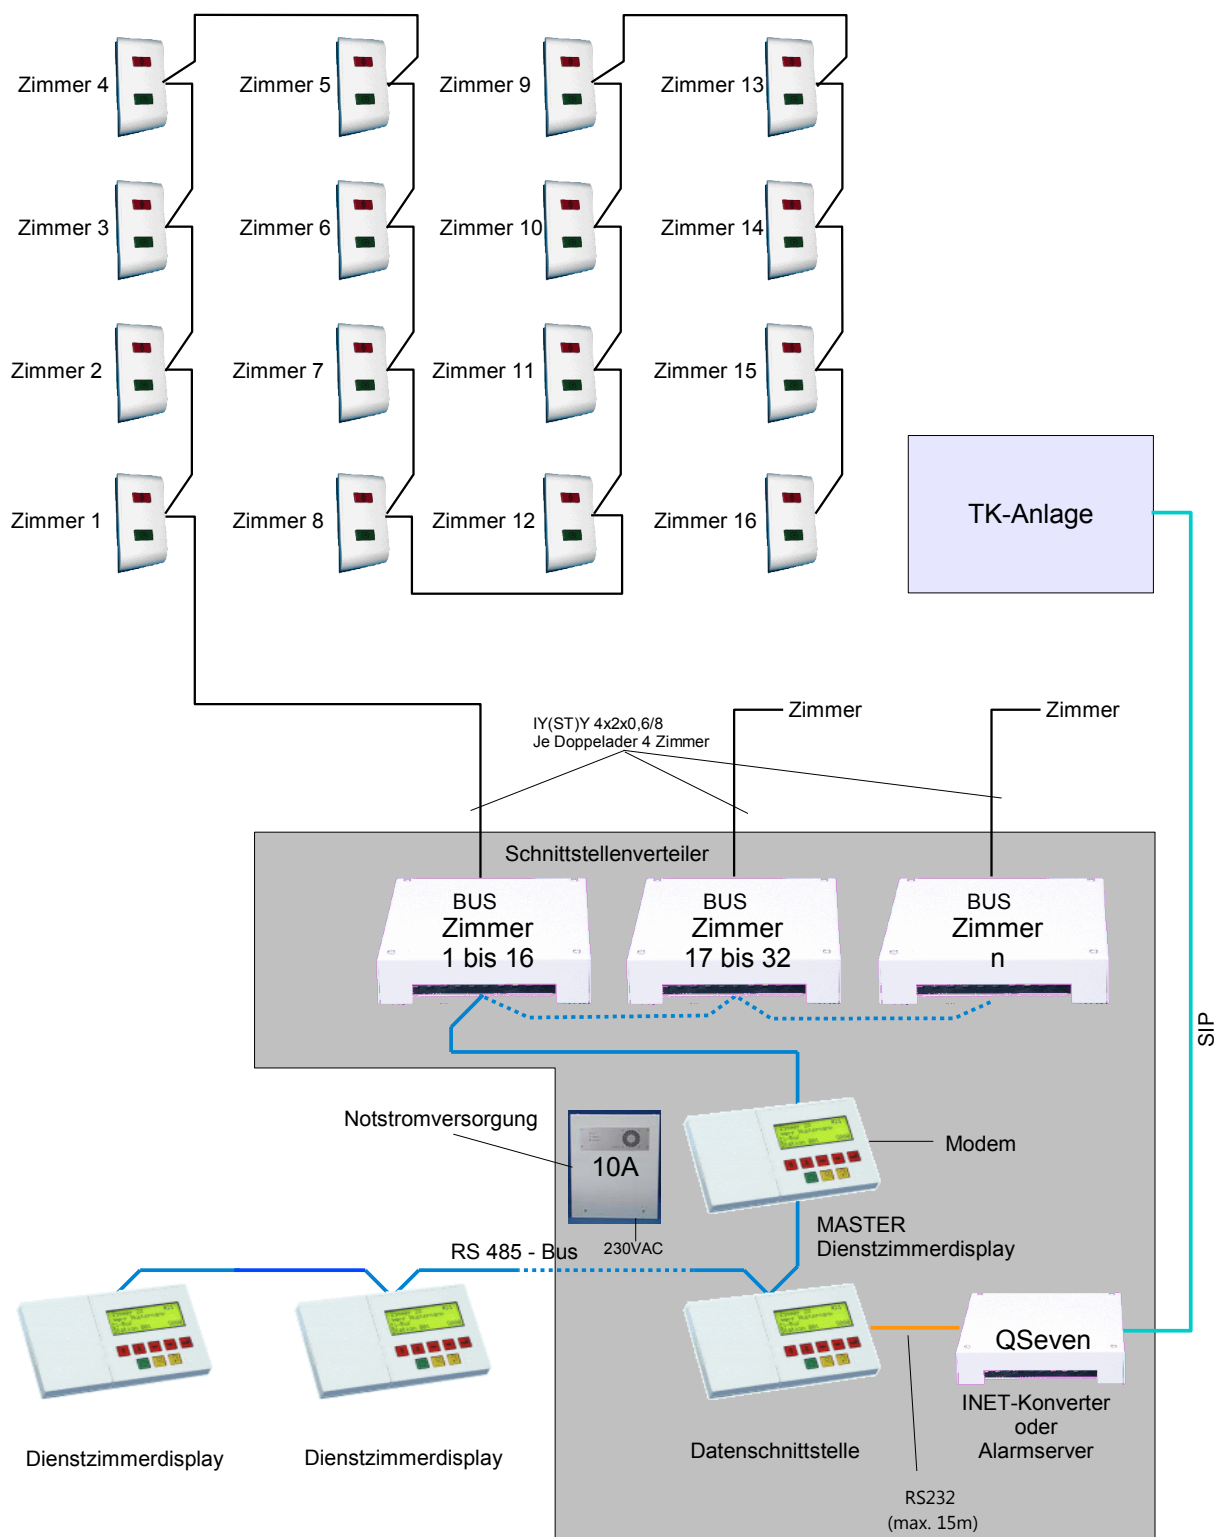 Zimmer 4
Zimmer 5
Zimmer 9
Zimmer 13
Zimmer 3
Zimmer 6
Zimmer 10
Zimmer 14
Zimmer 2
Zimmer 7
Zimmer 11
Zimmer 15
Zimmer 1
Zimmer 8
Zimmer 12
Zimmer 16
TK-Anlage
Zimmer
Zimmer
IY(ST)Y 4x2x0,6/8
Je Doppelader 4 Zimmer
Schnittstellenverteiler
BUS
Zimmer
1 bis 16
BUS
Zimmer
17 bis 32
BUS
Zimmer
n
SIP
Notstromversorgung
10A
230VAC
Modem
MASTER
Dienstzimmerdisplay
RS 485 - Bus
QSeven
INET-Konverter
oder
Alarmserver
Dienstzimmerdisplay
Dienstzimmerdisplay
Datenschnittstelle
RS232
(max. 15m)